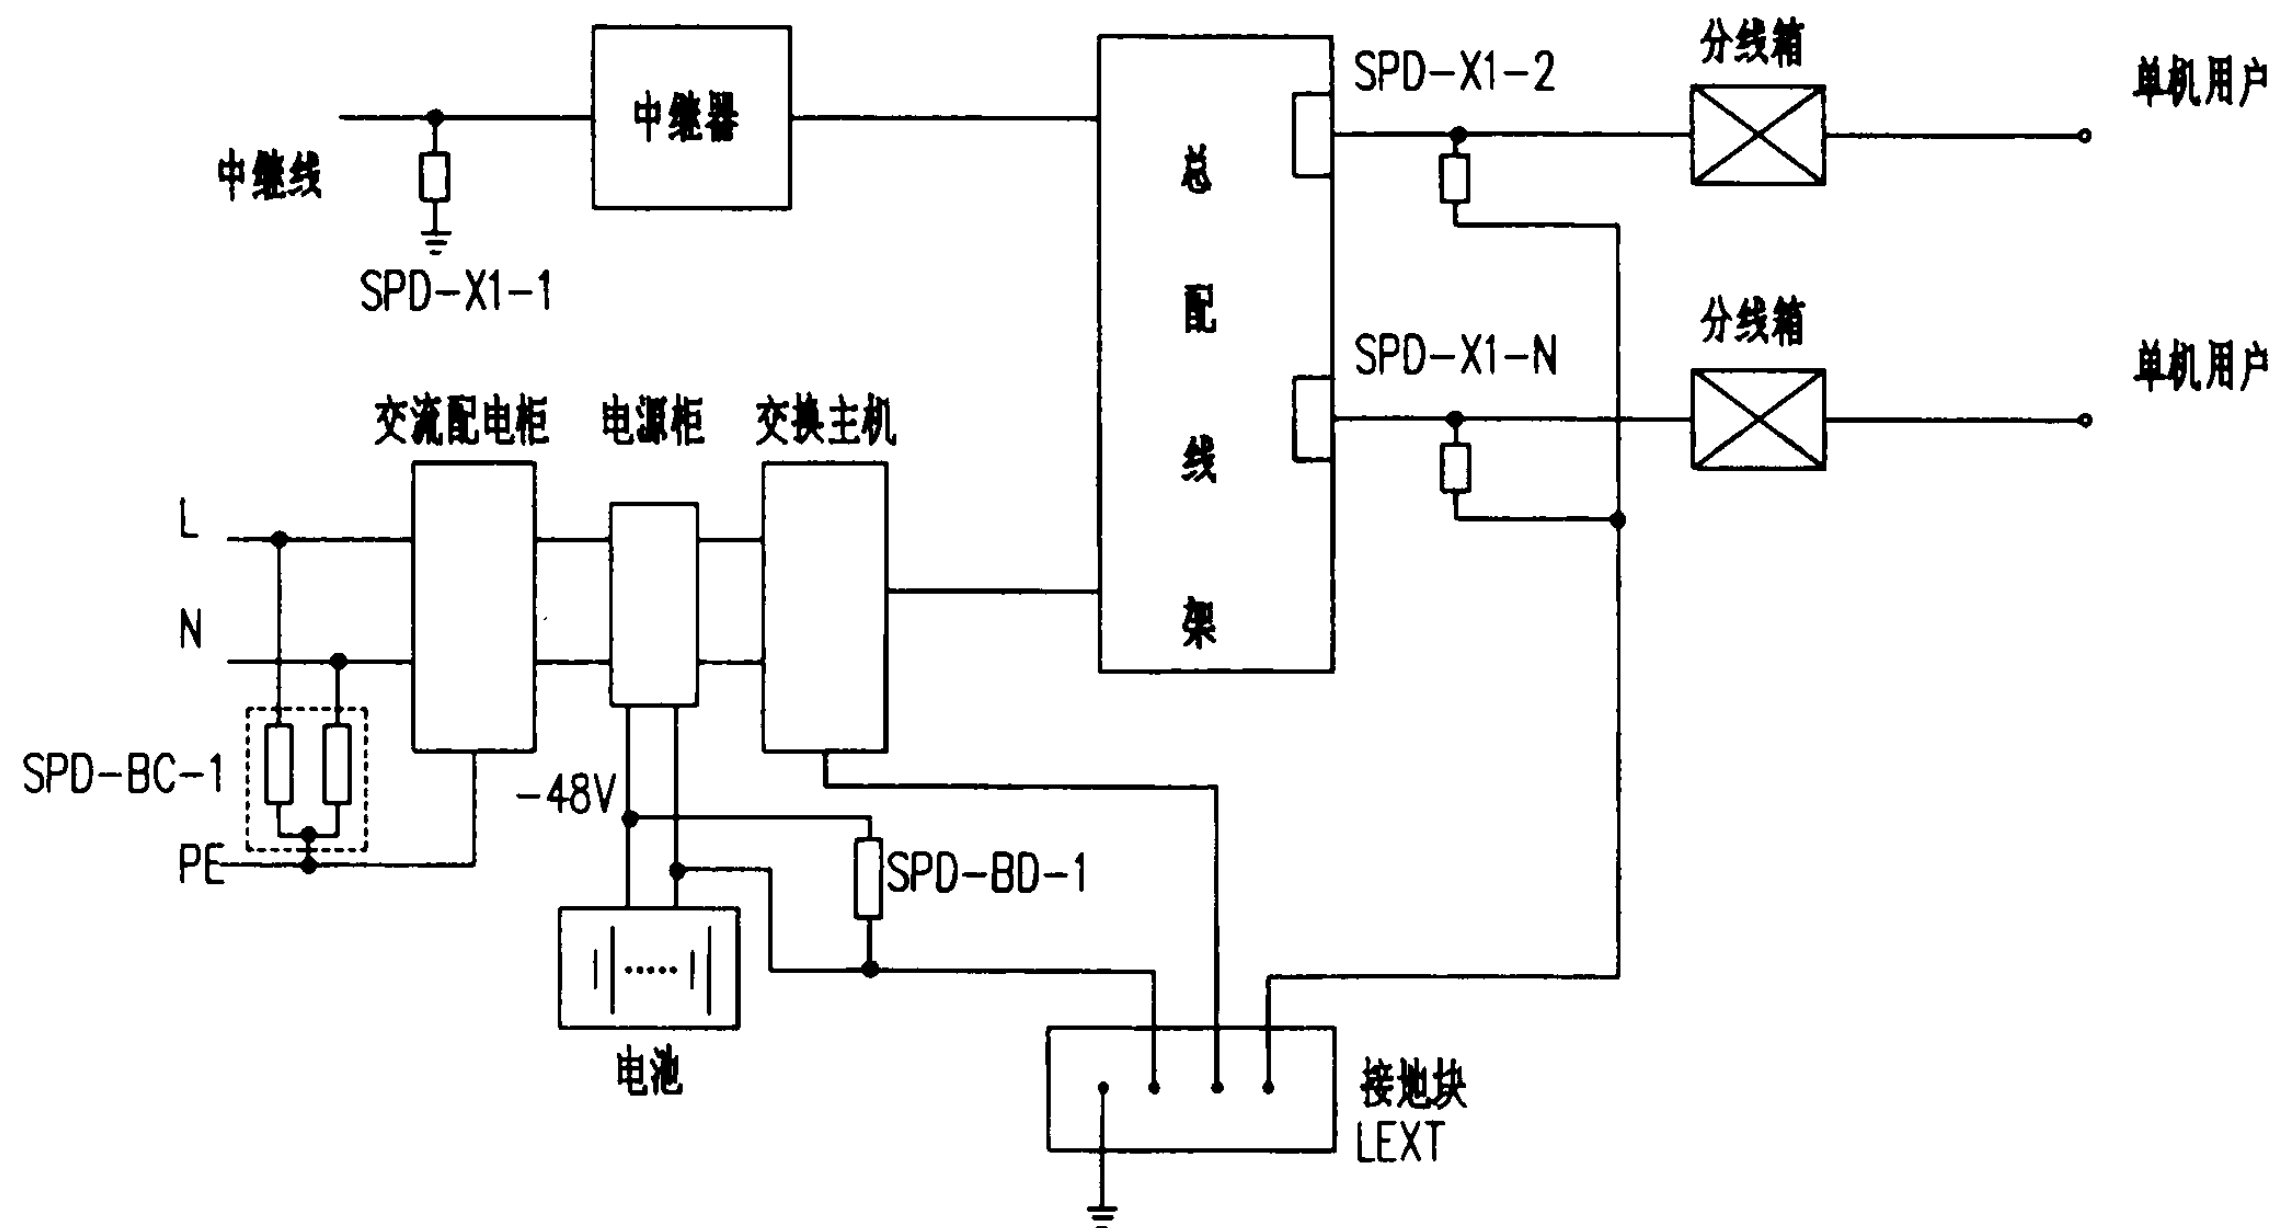 分线箱
SPD-X1-2
单机用户
中继器
中继线
总
配
线
架
SPD-X1-1
分线箱
SPD-X1-N
单机用户
交流配电柜
电源柜
交换主机
L
N
SPD-BC-1
-48V
PE
SPD-BD-1
电池
接地块
LEXT